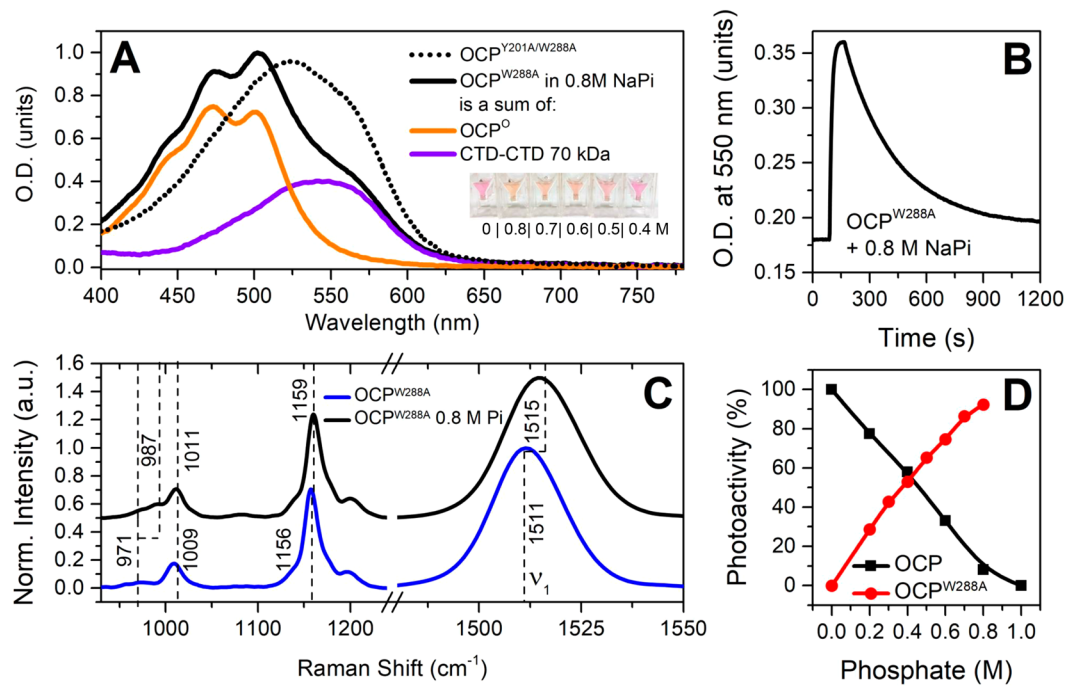 A
O.D. (units)
1.0
0.8
0.6
0.4
0.2
0.0
OCP^Y201A/W288A
OCP^W288A in 0.8M NaPi
is a sum of:
OCP^O
CTD-CTD 70 kDa
0 | 0.8 | 0.7 | 0.6 | 0.5 | 0.4 M
400 450 500 550 600 650 700 750
Wavelength (nm)
B
O.D. at 550 nm (units)
0.35
0.30
0.25
0.20
0.15
OCP^W288A
+ 0.8 M NaPi
0 300 600 900 1200
Time (s)
C
Norm. Intensity (a.u.)
1.6
1.4
1.2
1.0
0.8
0.6
0.4
0.2
0.0
OCP^W288A
OCP^W288A 0.8 M Pi
987
1011
1159
1515
971
1009
1156
1511
ν₁
1000 1100 1200 1500 1525 1550
Raman Shift (cm⁻¹)
D
Photoactivity (%)
100
80
60
40
20
0
OCP
OCP^W288A
0.0 0.2 0.4 0.6 0.8 1.0
Phosphate (M)